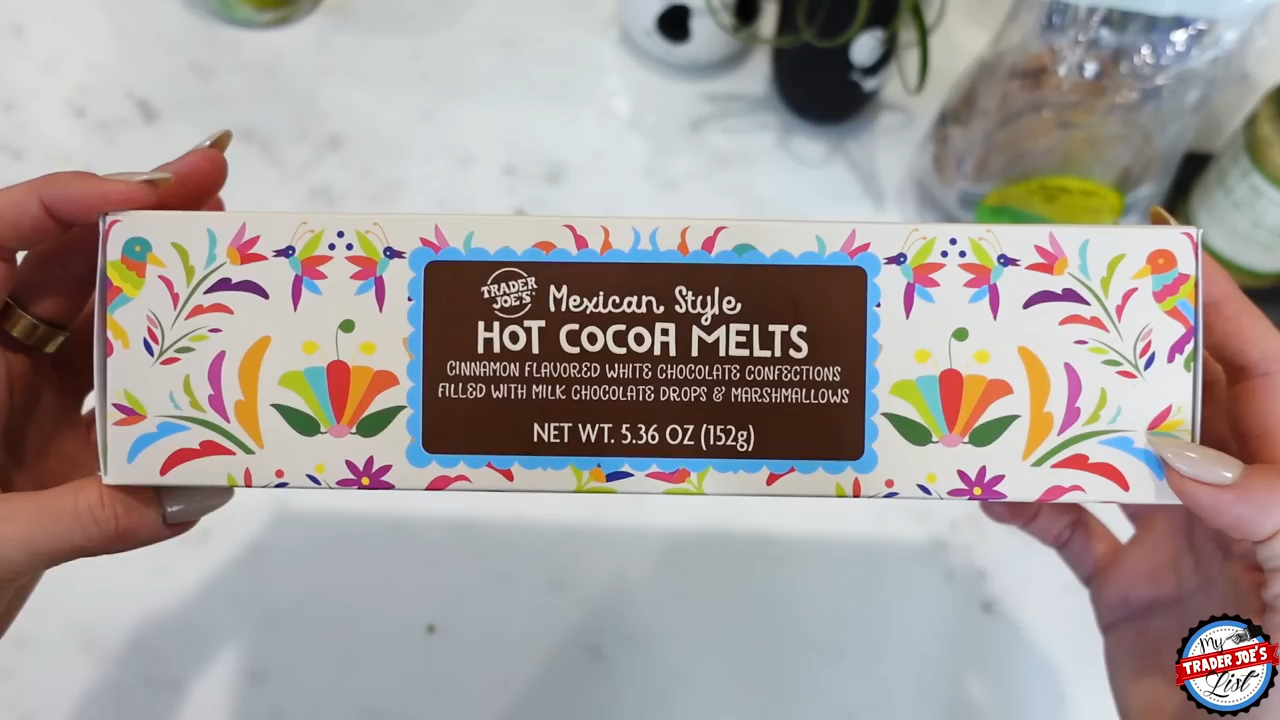 TRADER JOE'S
Mexican Style
HOT COCOA MELTS
CINNAMON FLAVORED WHITE CHOCOLATE CONFECTIONS
FILLED WITH MILK CHOCOLATE DROPS & MARSHMALLOWS
NET WT. 5.36 OZ (152g)
My
TRADER JOE'S
List